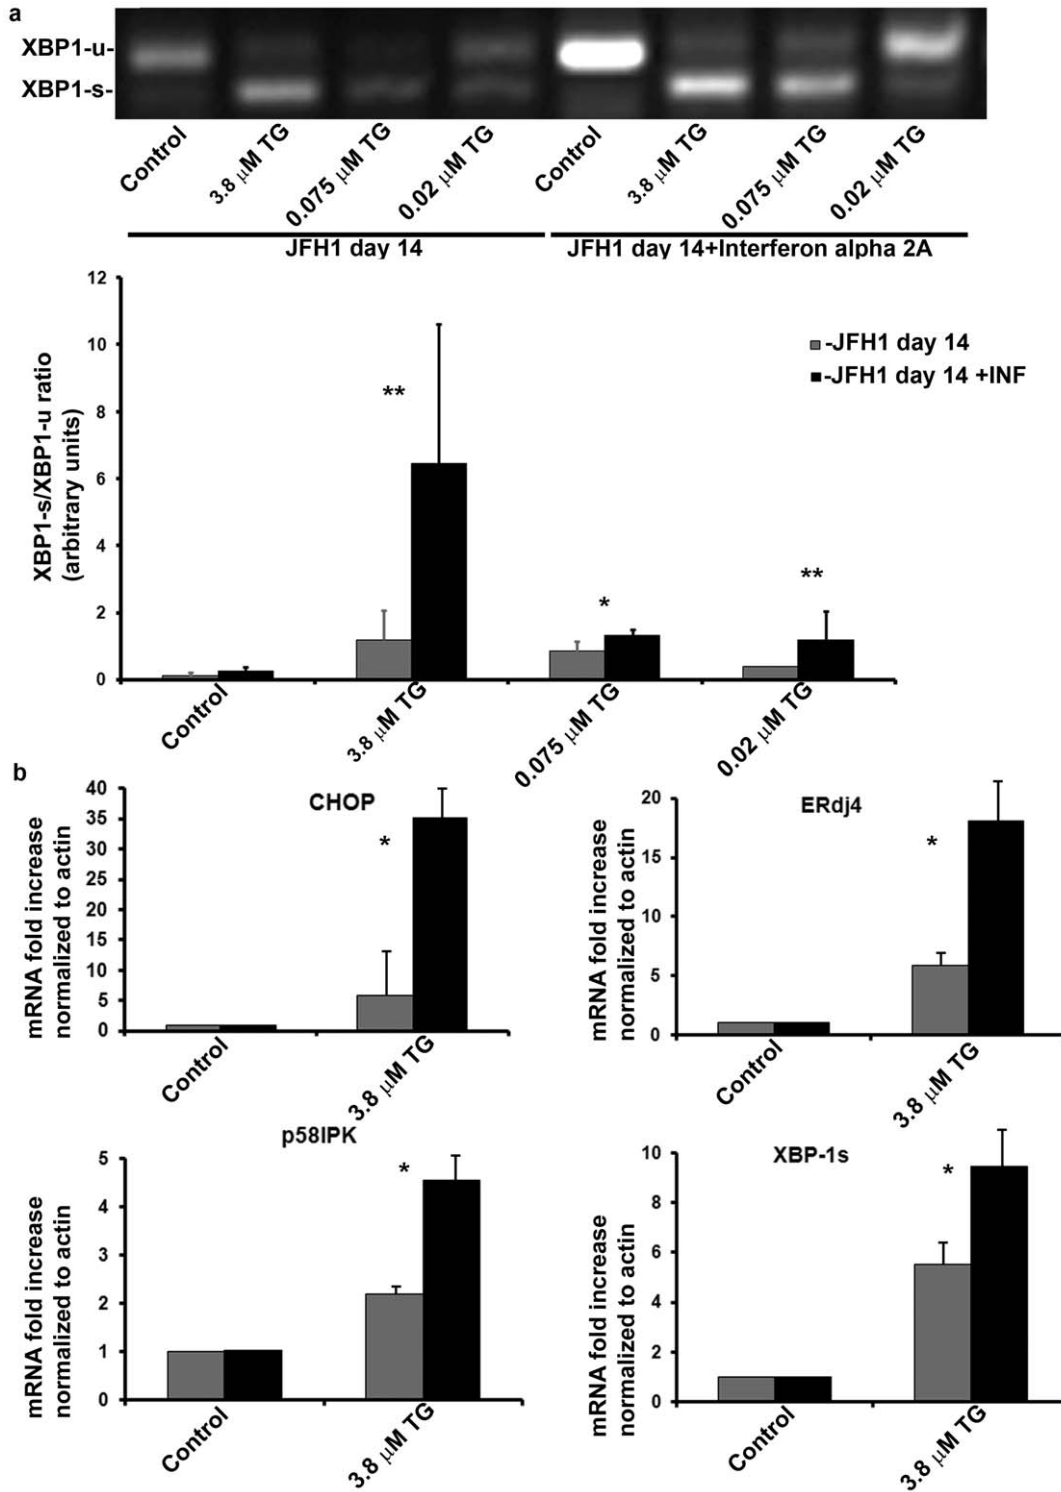 a
XBP1-u-
XBP1-s-
Control
3.8 μM TG
0.075 μM TG
0.02 μM TG
Control
3.8 μM TG
0.075 μM TG
0.02 μM TG
JFH1 day 14
JFH1 day 14+Interferon alpha 2A
XBP1-s/XBP1-u ratio
(arbitrary units)
12
10
8
6
4
2
0
-JFH1 day 14
-JFH1 day 14 +INF
**
*
**
Control
3.8 μM TG
0.075 μM TG
0.02 μM TG
b
CHOP
mRNA fold increase
normalized to actin
40
35
30
25
20
15
10
5
0
*
Control
3.8 μM TG
ERdj4
mRNA fold increase
normalized to actin
20
15
10
5
0
*
Control
3.8 μM TG
p58IPK
mRNA fold increase
normalized to actin
5
4
3
2
1
0
*
Control
3.8 μM TG
XBP-1s
mRNA fold increase
normalized to actin
10
8
6
4
2
0
*
Control
3.8 μM TG